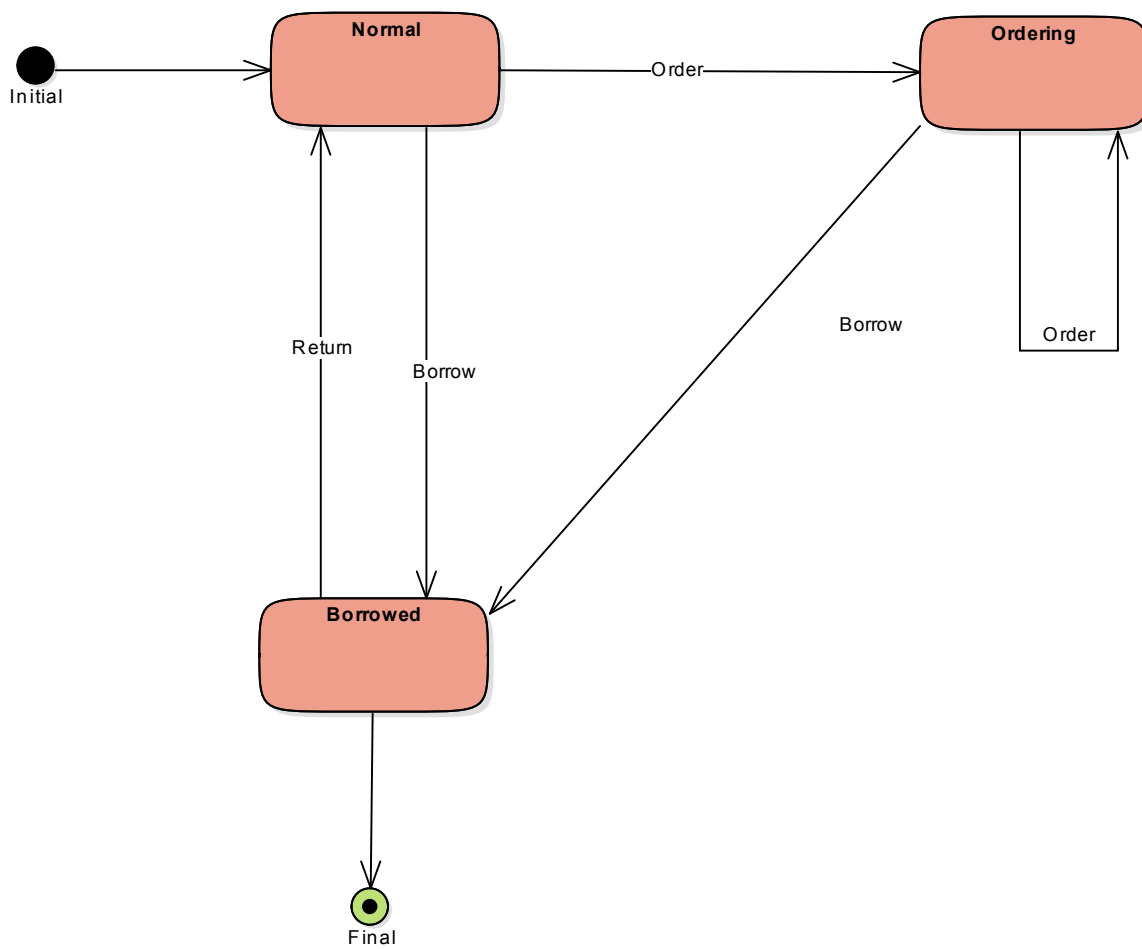 Normal
Ordering
Initial
Order
Return
Borrow
Borrow
Order
Borrowed
Final